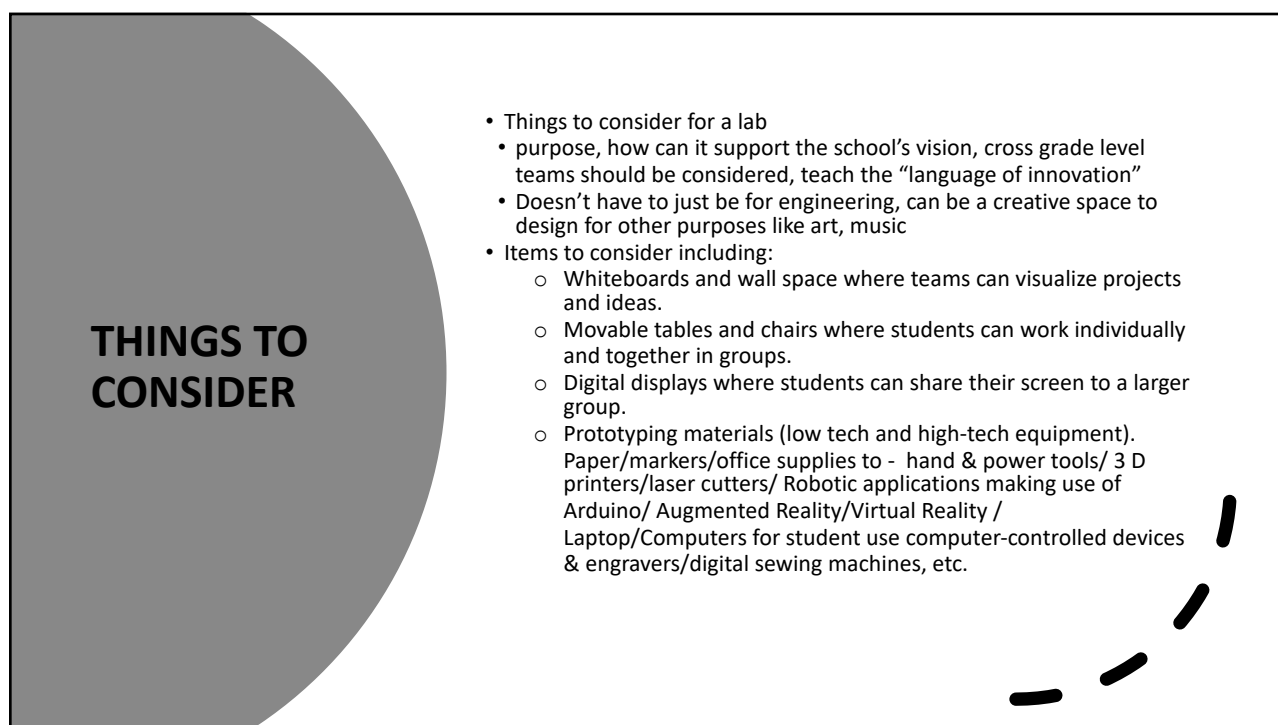 THINGS TO
CONSIDER
• Things to consider for a lab
• purpose, how can it support the school’s vision, cross grade level
teams should be considered, teach the “language of innovation”
• Doesn’t have to just be for engineering, can be a creative space to
design for other purposes like art, music
• Items to consider including:
o Whiteboards and wall space where teams can visualize projects
and ideas.
o Movable tables and chairs where students can work individually
and together in groups.
o Digital displays where students can share their screen to a larger
group.
o Prototyping materials (low tech and high-tech equipment).
Paper/markers/office supplies to - hand & power tools/ 3 D
printers/laser cutters/ Robotic applications making use of
Arduino/ Augmented Reality/Virtual Reality /
Laptop/Computers for student use computer-controlled devices
& engravers/digital sewing machines, etc.